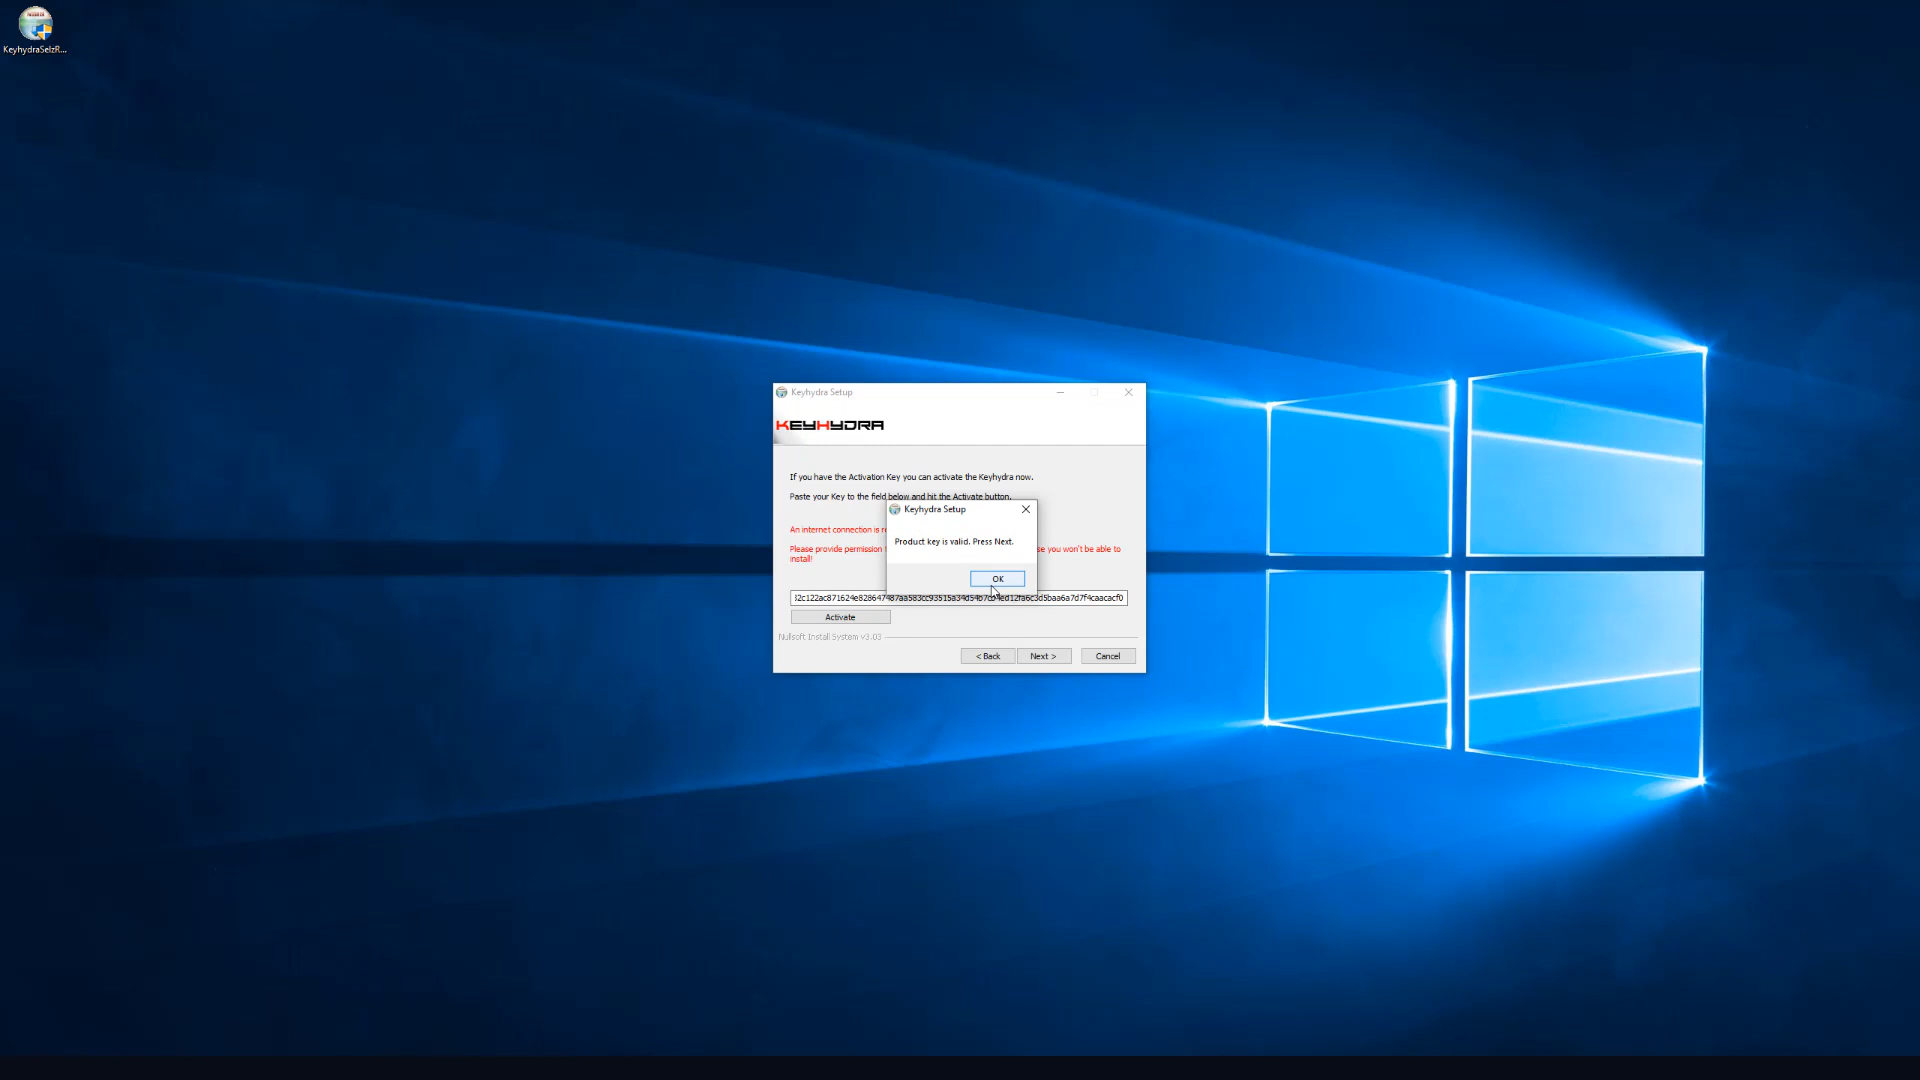 KeyhydraSelzR...
Keyhydra Setup
KEYHYDRA
If you have the Activation Key you can activate the Keyhydra now.
Paste your Key to the field below and hit the Activate button.
Keyhydra Setup
An internet connection is
Product key is valid. Press Next.
Please provide permission
se you won't be able to
install!
OK
32c122ac871624e828647487aa583cc93515a34d54b7cb4ed12fa6c3d5baa6a7d7f4caacacf0
Activate
Nullsoft Install System v3.03
< Back
Next >
Cancel